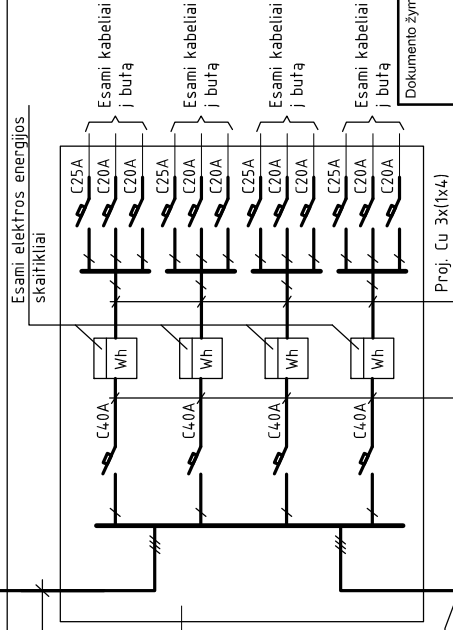 Esami kabeliai
į butą
Esami kabeliai
į butą
Esami kabeliai
į butą
Esami kabeliai
į butą
Esami elektros energijos
skaitikliai
C25A
C20A
C20A
C25A
C20A
C20A
C25A
C20A
C20A
C25A
C20A
C20A
Wh
Wh
Wh
Wh
C40A
C40A
C40A
C40A
Proj. Cu 3x(1x4)
Dokumento žym